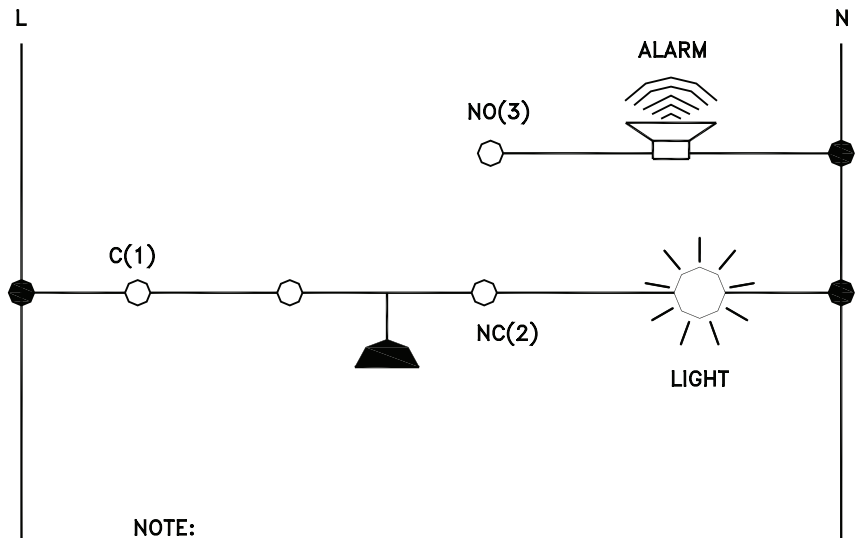 L
N
ALARM
NO(3)
C(1)
NC(2)
LIGHT
NOTE: